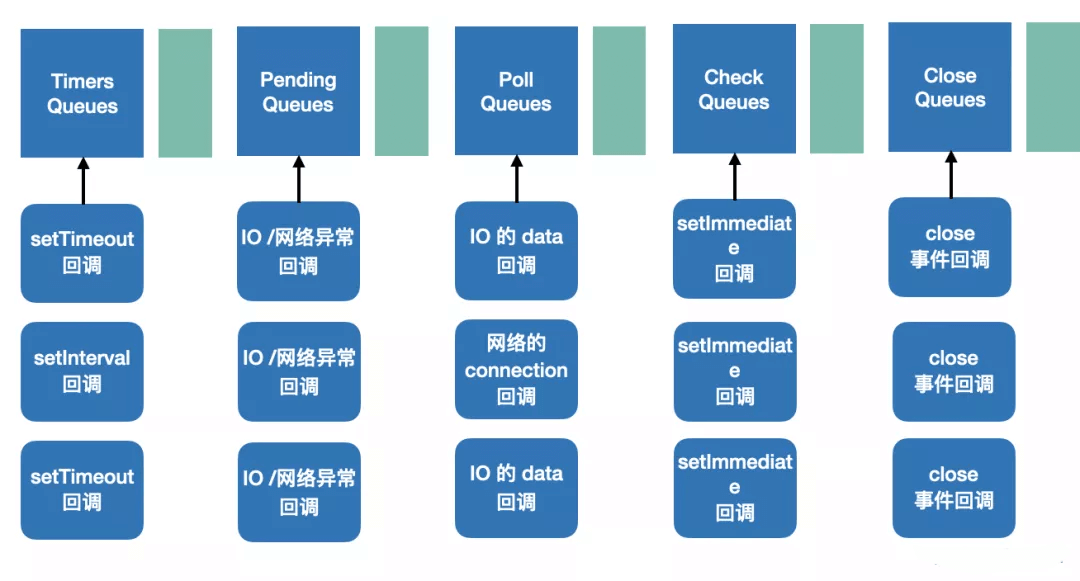 Timers
Queues
Pending
Queues
Poll
Queues
Check
Queues
Close
Queues
setTimeout
回调
IO /网络异常
回调
IO 的 data
回调
setImmediat
e
回调
close
事件回调
setInterval
回调
IO /网络异常
回调
网络的
connection
回调
setImmediat
e
回调
close
事件回调
setTimeout
回调
IO /网络异常
回调
IO 的 data
回调
setImmediat
e
回调
close
事件回调